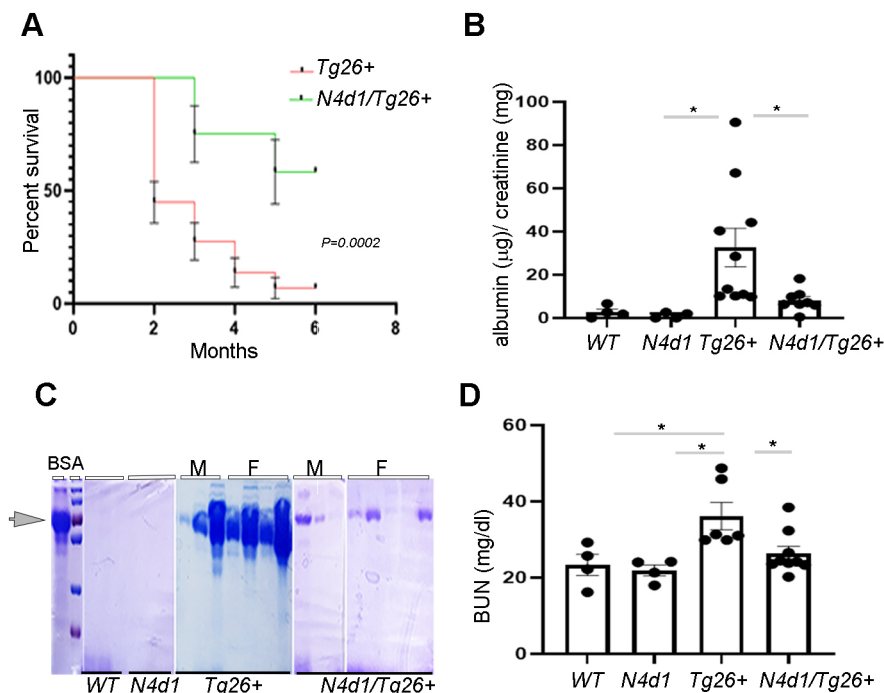 A
Tg26+
N4d1/Tg26+
100
50
0
Percent survival
P=0.0002
0 2 4 6 8
Months
B
albumin (µg)/ creatinine (mg)
100
80
60
40
20
0
* *
WT N4d1 Tg26+ N4d1/Tg26+
C
BSA M F M F
WT N4d1 Tg26+ N4d1/Tg26+
D
BUN (mg/dl)
60
40
20
0
*
* *
WT N4d1 Tg26+ N4d1/Tg26+